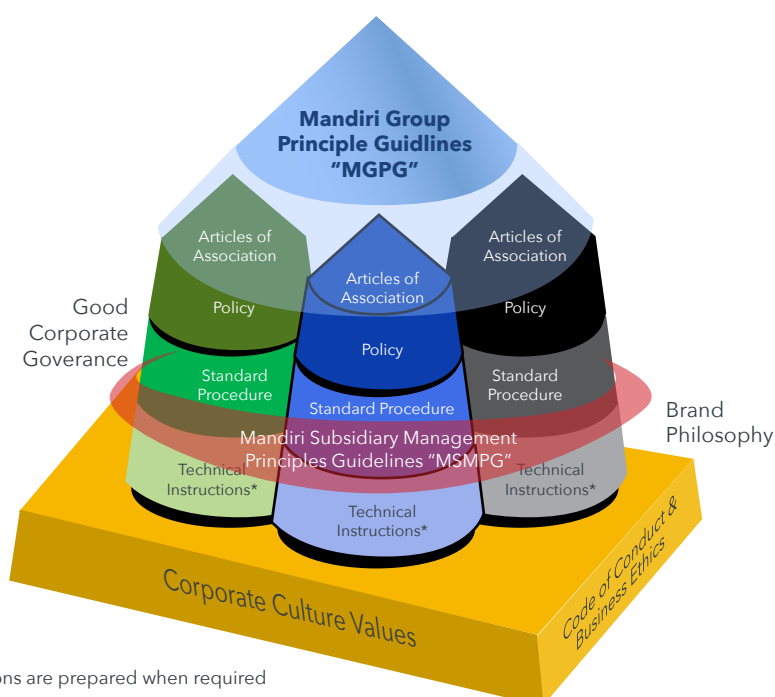 Mandiri Group
Principle Guidlines
“MGPG”
Articles of
Association
Policy
Standard
Procedure
Technical
Instructions*
Articles of
Association
Policy
Standard Procedure
Technical
Instructions*
Articles of
Association
Policy
Standard
Procedure
Technical
Instructions*
Good
Corporate
Goverance
Mandiri Subsidiary Management
Principles Guidelines “MSMPG”
Brand
Philosophy
Corporate Culture Values
Code of Conduct &
Business Ethics
ons are prepared when required